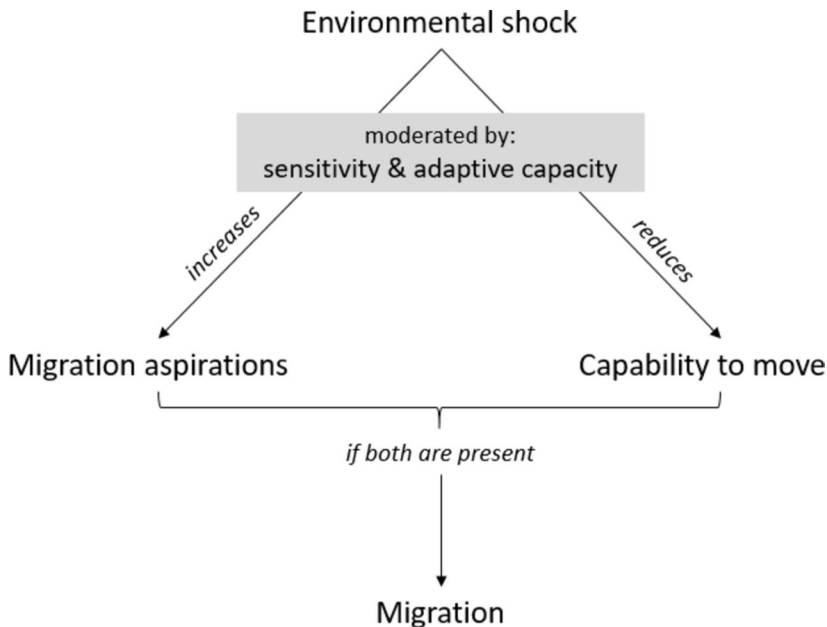 Environmental shock
moderated by:
sensitivity & adaptive capacity
increases
reduces
Migration aspirations
Capability to move
if both are present
Migration